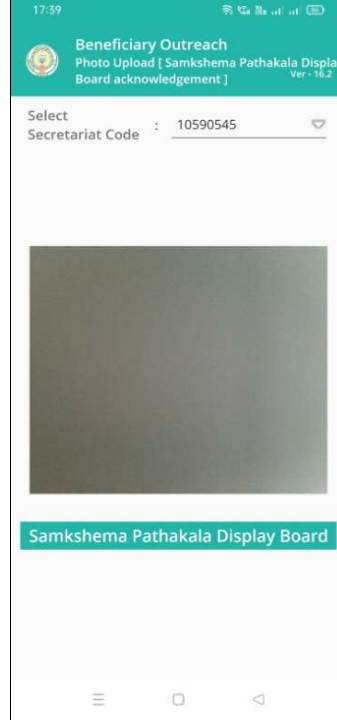 17:39
Beneficiary Outreach
Photo Upload [ Samkshema Pathakala Displa
Board acknowledgement ]
Ver - 16.2
Select
Secretariat Code : 10590545
Samkshema Pathakala Display Board